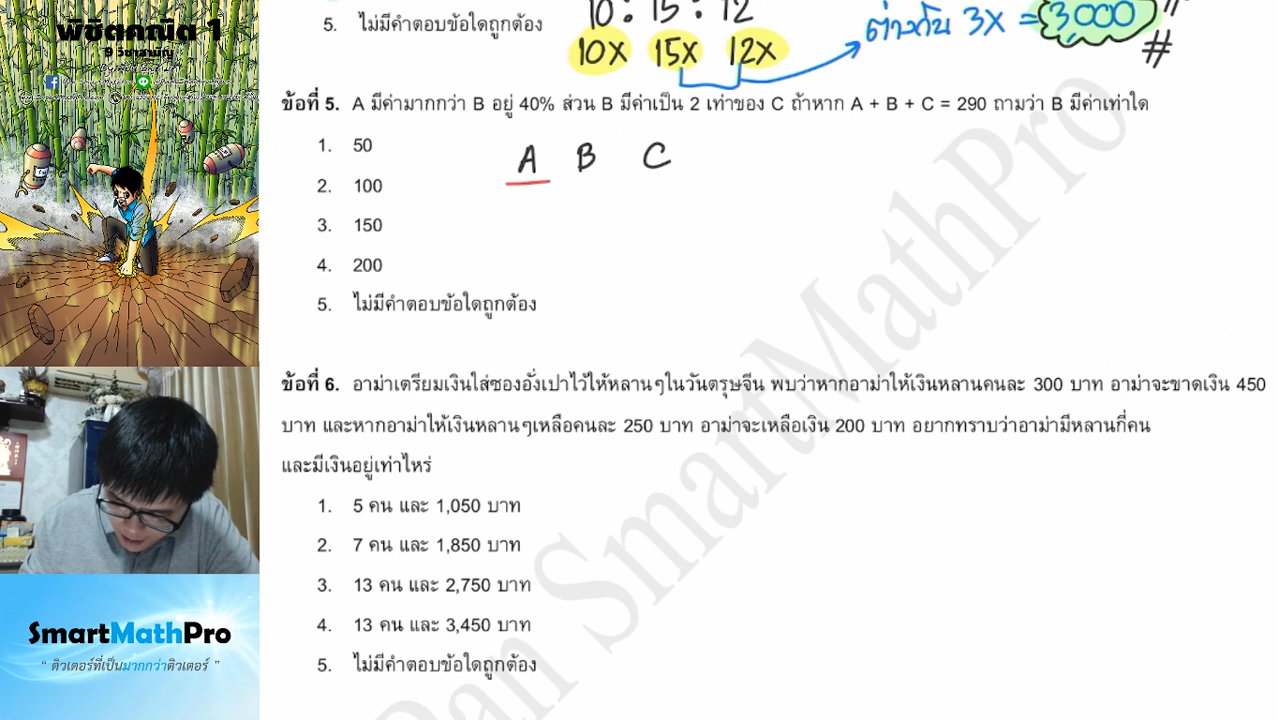 พิชิตคณิต 1
9 วิชาสามัญ
10 : 15 : 12
5. ไม่มีคำตอบข้อใดถูกต้อง
10x 15x 12x
ต่างกัน 3x = 3,000 #
#
ข้อที่ 5. A มีค่ามากกว่า B อยู่ 40% ส่วน B มีค่าเป็น 2 เท่าของ C ถ้าหาก A + B + C = 290 ถามว่า B มีค่าเท่าใด
1. 50
A B C
2. 100
3. 150
4. 200
5. ไม่มีคำตอบข้อใดถูกต้อง
ข้อที่ 6. อาม่าเตรียมเงินใส่ซองอั่งเปาไว้ให้หลานๆในวันตรุษจีน พบว่าหากอาม่าให้เงินหลานคนละ 300 บาท อาม่าจะขาดเงิน 450
บาท และหากอาม่าให้เงินหลานๆเหลือคนละ 250 บาท อาม่าจะเหลือเงิน 200 บาท อยากทราบว่าอาม่ามีหลานกี่คน
และมีเงินอยู่เท่าไหร่
1. 5 คน และ 1,050 บาท
2. 7 คน และ 1,850 บาท
3. 13 คน และ 2,750 บาท
4. 13 คน และ 3,450 บาท
5. ไม่มีคำตอบข้อใดถูกต้อง
SmartMathPro
“ ติวเตอร์ที่เป็นมากกว่าติวเตอร์ ”
Pan SmartMathPro